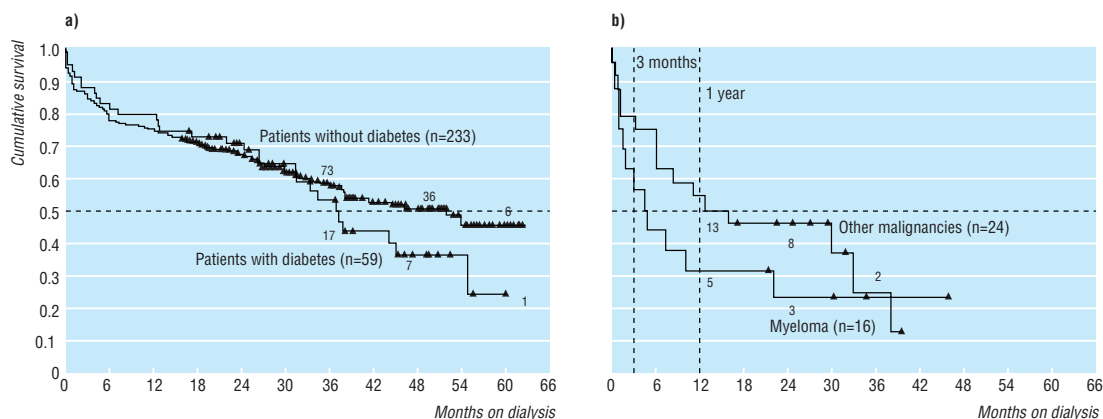 a)
Cumulative survival
1.0
0.9
0.8
0.7
0.6
0.5
0.4
0.3
0.2
0.1
0
Patients without diabetes (n=233)
73
36
6
17
Patients with diabetes (n=59)
7
1
0 6 12 18 24 30 36 42 48 54 60 66
Months on dialysis
b)
3 months
1 year
13
Other malignancies (n=24)
8
5
2
3
Myeloma (n=16)
0 6 12 18 24 30 36 42 48 54 60 66
Months on dialysis